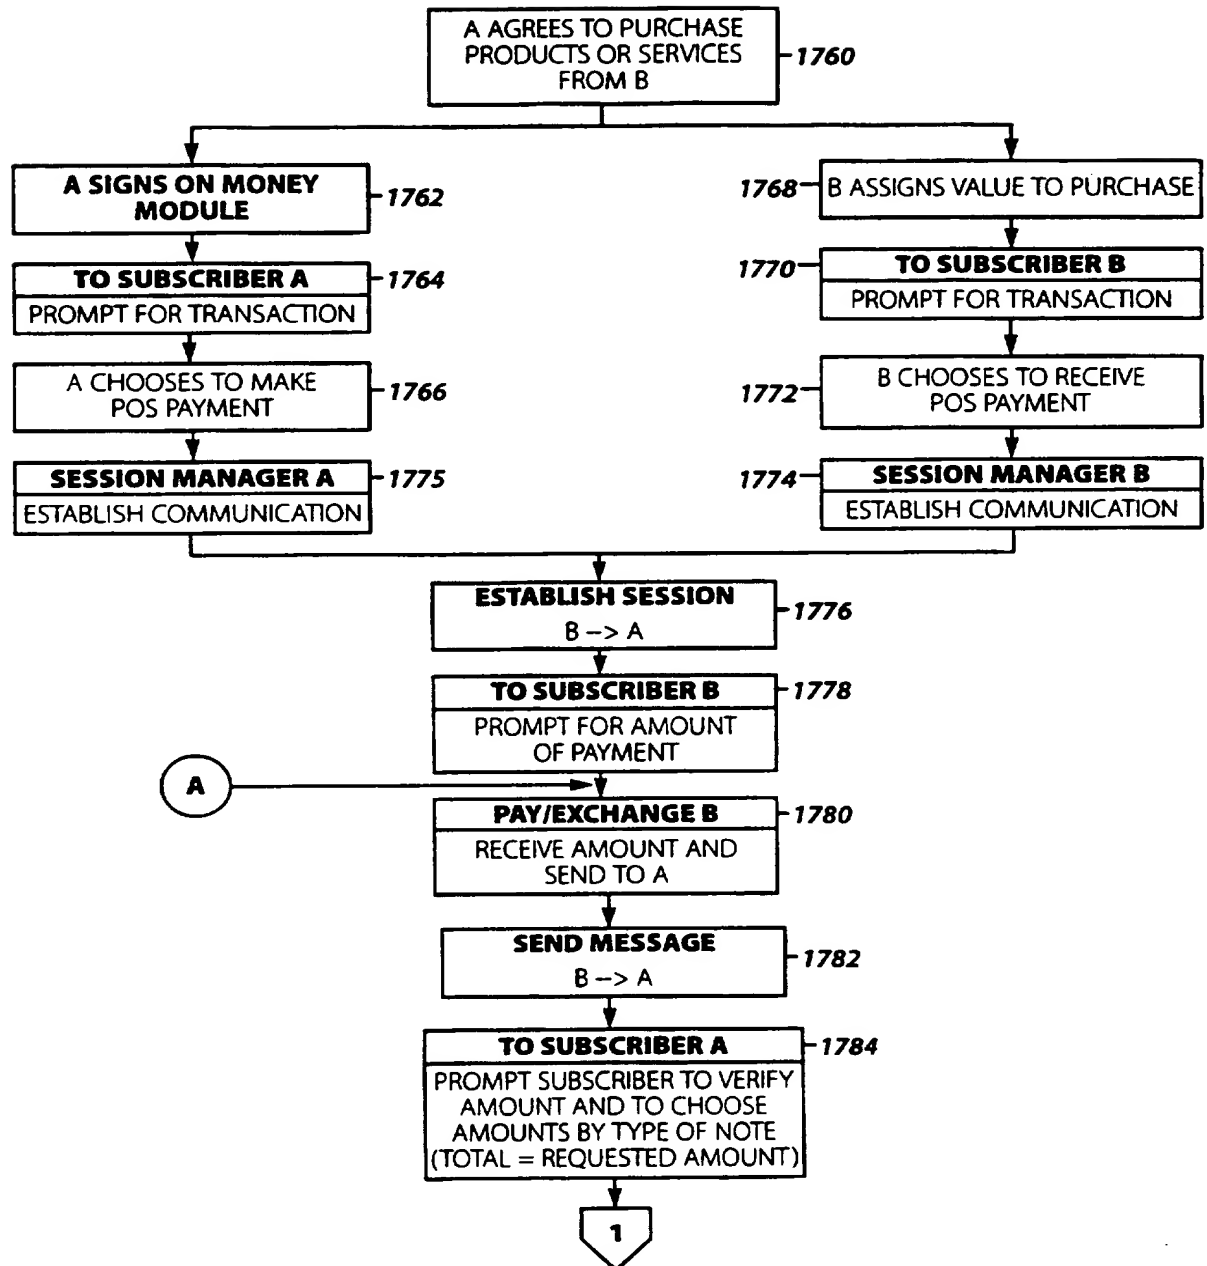 A AGREES TO PURCHASE
PRODUCTS OR SERVICES
FROM B
1760
A SIGNS ON MONEY
MODULE
1762
TO SUBSCRIBER A
1764
PROMPT FOR TRANSACTION
A CHOOSES TO MAKE
POS PAYMENT
1766
SESSION MANAGER A
1775
ESTABLISH COMMUNICATION
1768
B ASSIGNS VALUE TO PURCHASE
1770
TO SUBSCRIBER B
PROMPT FOR TRANSACTION
1772
B CHOOSES TO RECEIVE
POS PAYMENT
1774
SESSION MANAGER B
ESTABLISH COMMUNICATION
ESTABLISH SESSION
B --> A
1776
TO SUBSCRIBER B
1778
PROMPT FOR AMOUNT
OF PAYMENT
A
PAY/EXCHANGE B
1780
RECEIVE AMOUNT AND
SEND TO A
SEND MESSAGE
B --> A
1782
TO SUBSCRIBER A
1784
PROMPT SUBSCRIBER TO VERIFY
AMOUNT AND TO CHOOSE
AMOUNTS BY TYPE OF NOTE
(TOTAL = REQUESTED AMOUNT)
1